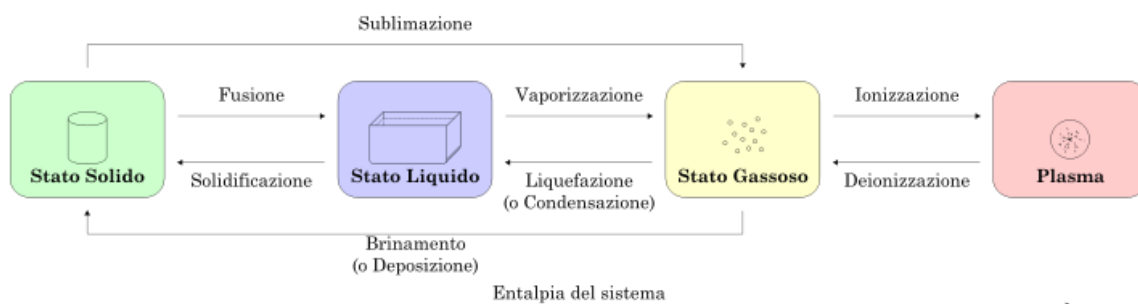 Sublimazione
Fusione
Vaporizzazione
Ionizzazione
Stato Solido
Solidificazione
Stato Liquido
Liquefazione
(o Condensazione)
Stato Gassoso
Deionizzazione
Plasma
Brinamento
(o Deposizione)
Entalpia del sistema